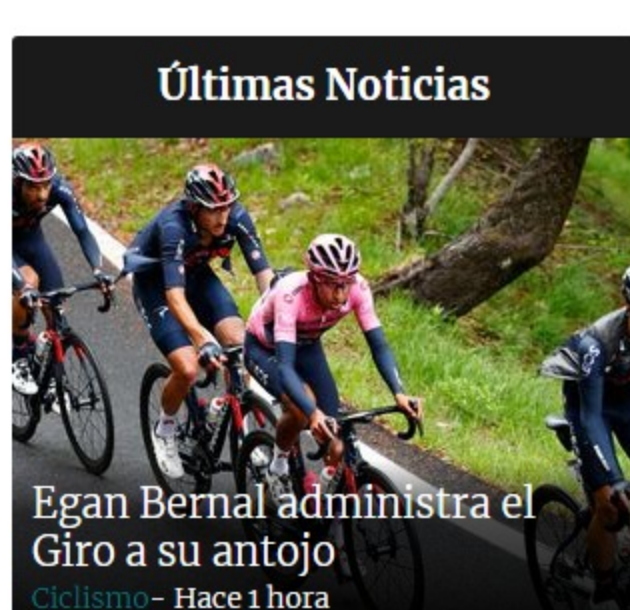 Últimas Noticias
Egan Bernal administra el
Giro a su antojo
Ciclismo- Hace 1 hora